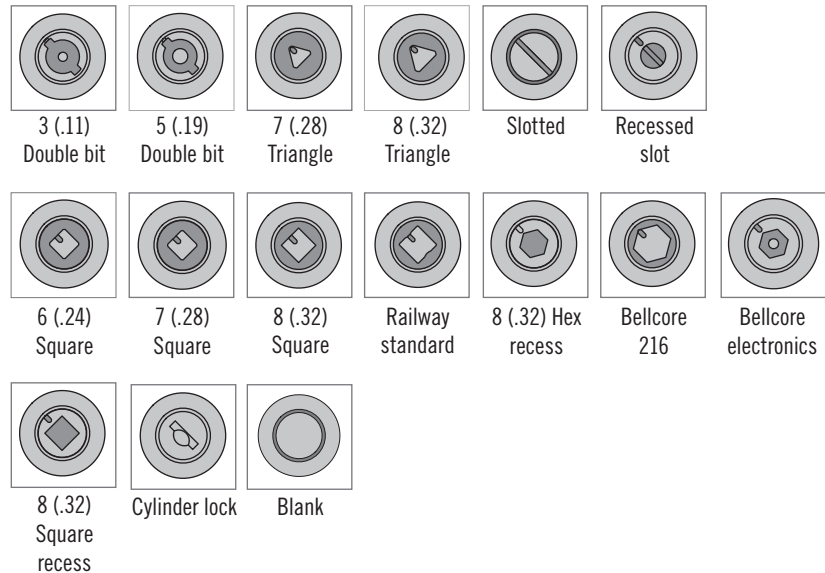 3 (.11)
Double bit
5 (.19)
Double bit
7 (.28)
Triangle
8 (.32)
Triangle
Slotted
Recessed
slot
6 (.24)
Square
7 (.28)
Square
8 (.32)
Square
Railway
standard
8 (.32) Hex
recess
Bellcore
216
Bellcore
electronics
8 (.32)
Square
recess
Cylinder lock
Blank